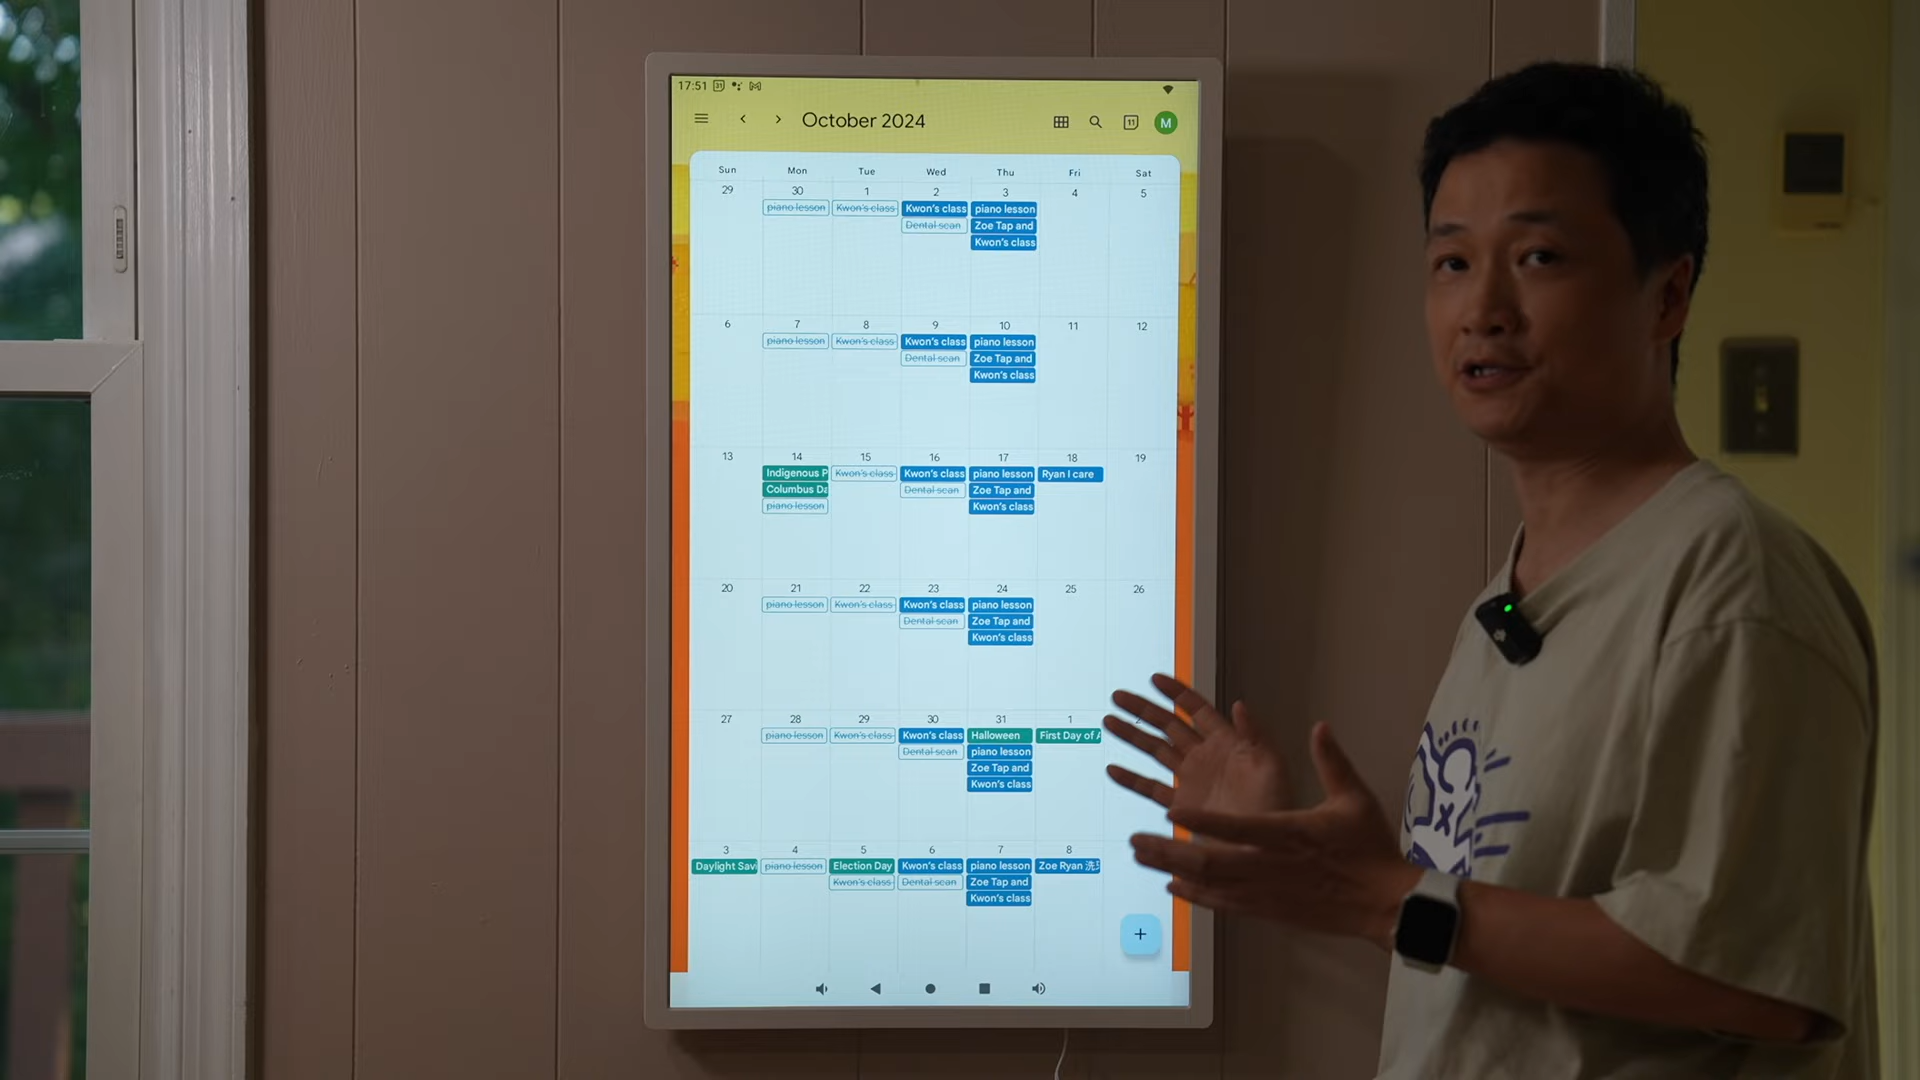 17:51 31
October 2024 11 M
Sun Mon Tue Wed Thu Fri Sat
29 30 1 2 3 4 5
piano lesson Kwon's class Kwon's class piano lesson
Dental scan Zoe Tap and
Kwon's class
6 7 8 9 10 11 12
piano lesson Kwon's class Kwon's class piano lesson
Dental scan Zoe Tap and
Kwon's class
13 14 15 16 17 18 19
Indigenous P Kwon's class Kwon's class piano lesson Ryan I care
Columbus Da Dental scan Zoe Tap and
piano lesson Kwon's class
20 21 22 23 24 25 26
piano lesson Kwon's class Kwon's class piano lesson
Dental scan Zoe Tap and
Kwon's class
27 28 29 30 31 1 2
piano lesson Kwon's class Kwon's class Halloween First Day of A
Dental scan piano lesson
Zoe Tap and
Kwon's class
3 4 5 6 7 8
Daylight Sav piano lesson Election Day Kwon's class piano lesson Zoe Ryan 洗
Kwon's class Dental scan Zoe Tap and
Kwon's class
+